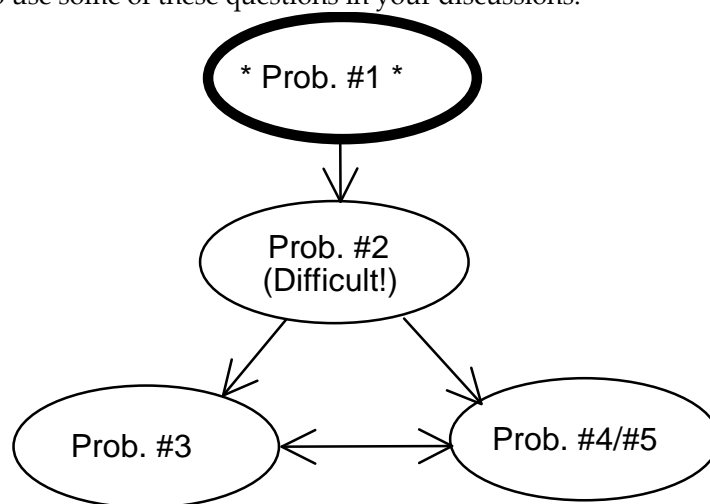 use some of these questions in your discussions.
* Prob. #1 *
Prob. #2
(Difficult!)
Prob. #3
Prob. #4/#5